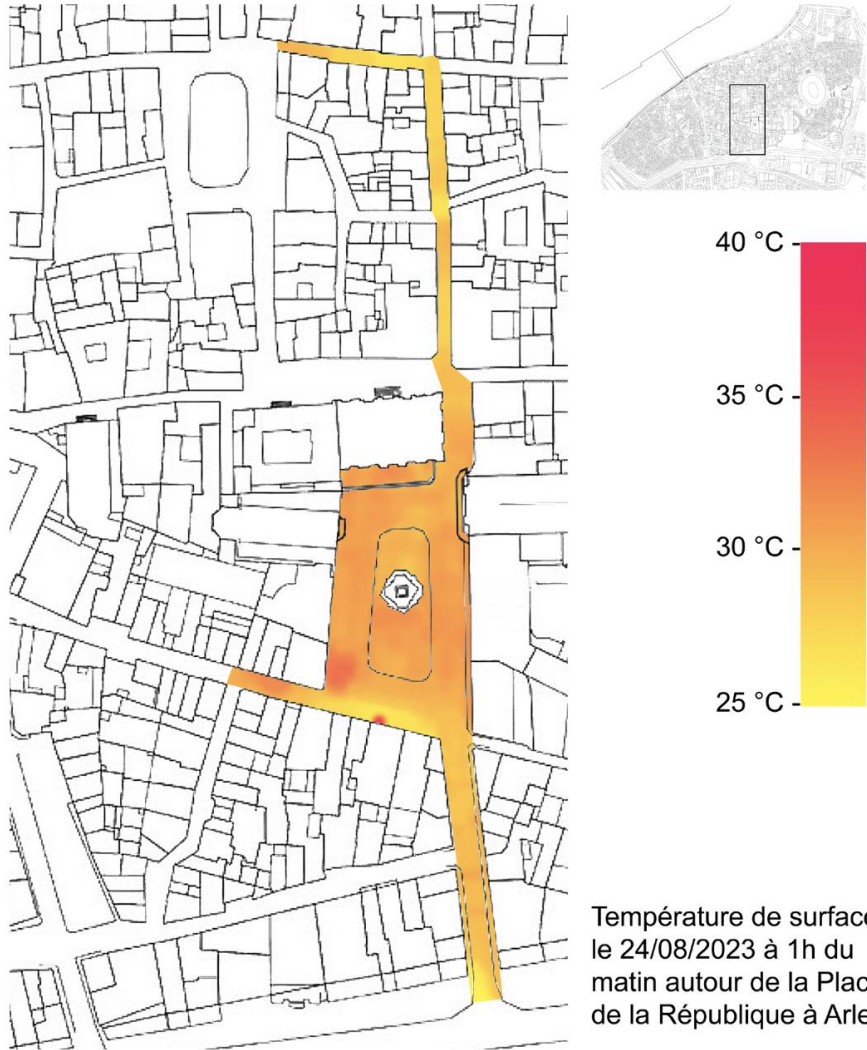 40 °C
35 °C
30 °C
25 °C
Température de surface
le 24/08/2023 à 1h du
matin autour de la Plac
de la République à Arle